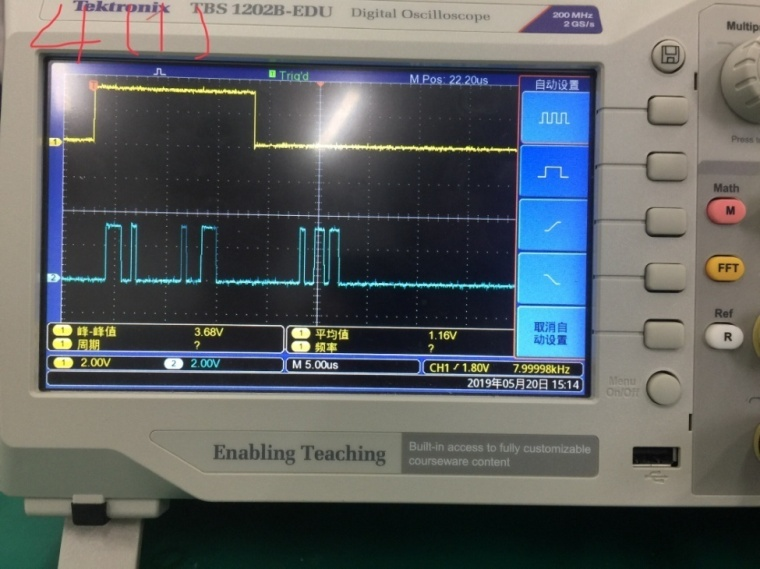 4(1)
Tektronix TBS 1202B-EDU Digital Oscilloscope
200 MHz
2 GS/s
Trig'd M Pos: 22.20us
自动设置
1
2
取消自
动设置
1 峰-峰值 3.68V 1 平均值 1.16V
1 周期 ? 1 频率 ?
1 2.00V 2 2.00V M 5.00us CH1 / 1.80V 7.99998kHz
2019年05月20日 15:14
Math
M
FFT
Ref
R
Menu
On/Off
Enabling Teaching
Built-in access to fully customizable
courseware content